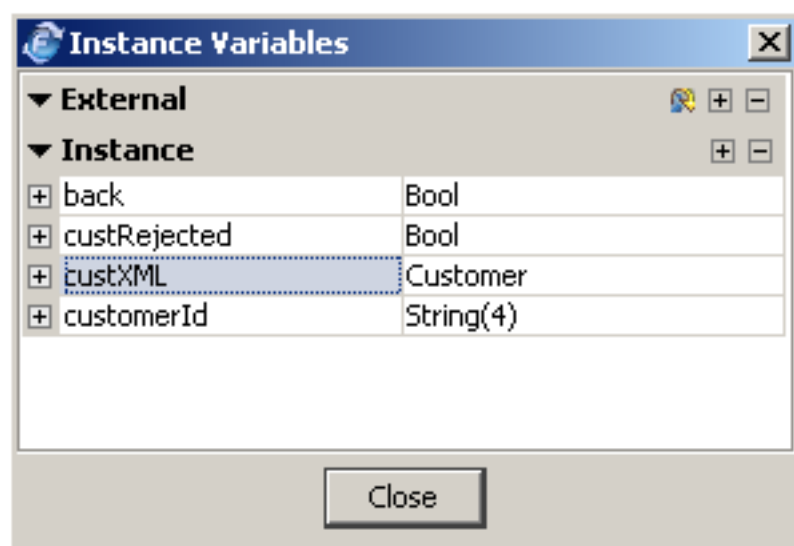 Instance Variables
External
Instance
back Bool
custRejected Bool
custXML Customer
customerId String(4)
Close